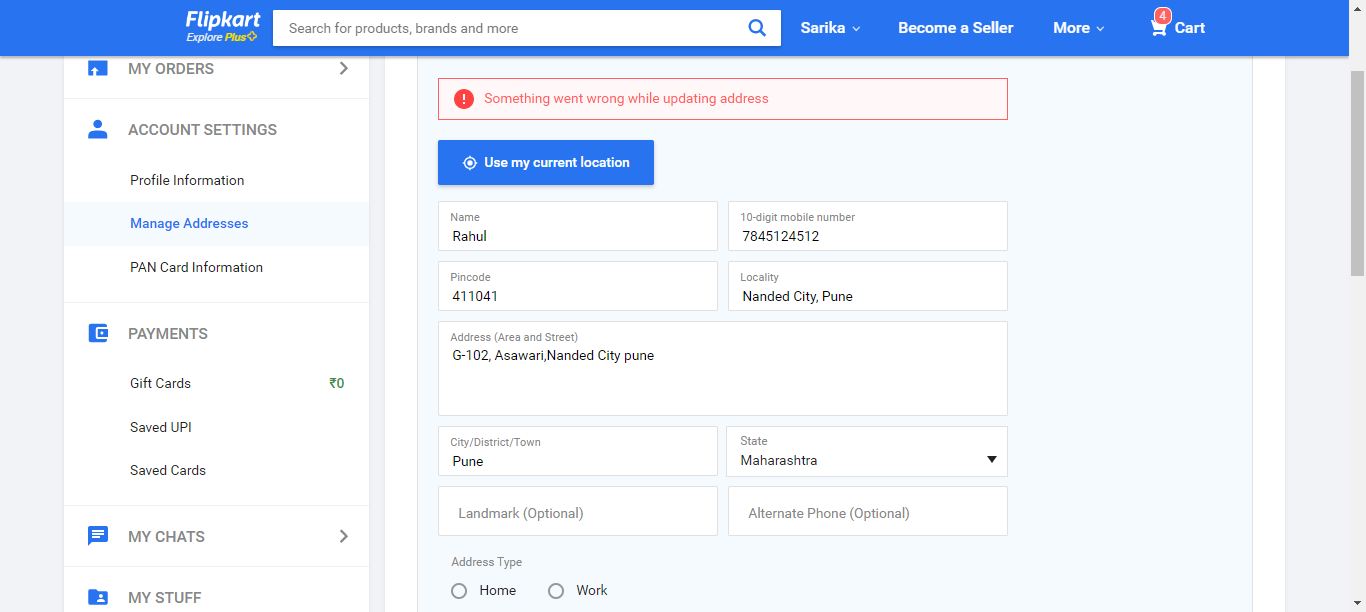 Flipkart
Explore Plus
Search for products, brands and more
Sarika
Become a Seller
More
4
Cart
MY ORDERS
ACCOUNT SETTINGS
Profile Information
Manage Addresses
PAN Card Information
PAYMENTS
Gift Cards ₹0
Saved UPI
Saved Cards
MY CHATS
MY STUFF
Something went wrong while updating address
Use my current location
Name
Rahul
10-digit mobile number
7845124512
Pincode
411041
Locality
Nanded City, Pune
Address (Area and Street)
G-102, Asawari,Nanded City pune
City/District/Town
Pune
State
Maharashtra
Landmark (Optional)
Alternate Phone (Optional)
Address Type
Home
Work